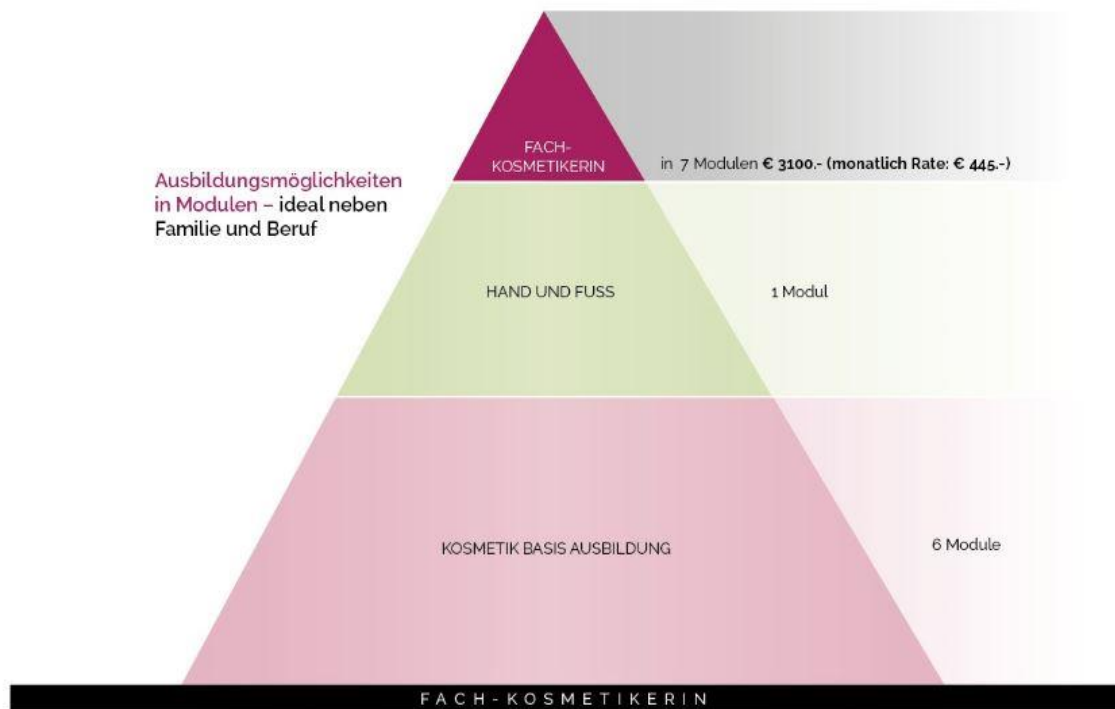 FACH-
KOSMETIKERIN
in 7 Modulen € 3100.- (monatlich Rate: € 445.-)
Ausbildungsmöglichkeiten
in Modulen – ideal neben
Familie und Beruf
HAND UND FUSS
1 Modul
KOSMETIK BASIS AUSBILDUNG
6 Module
FACH-KOSMETIKERIN